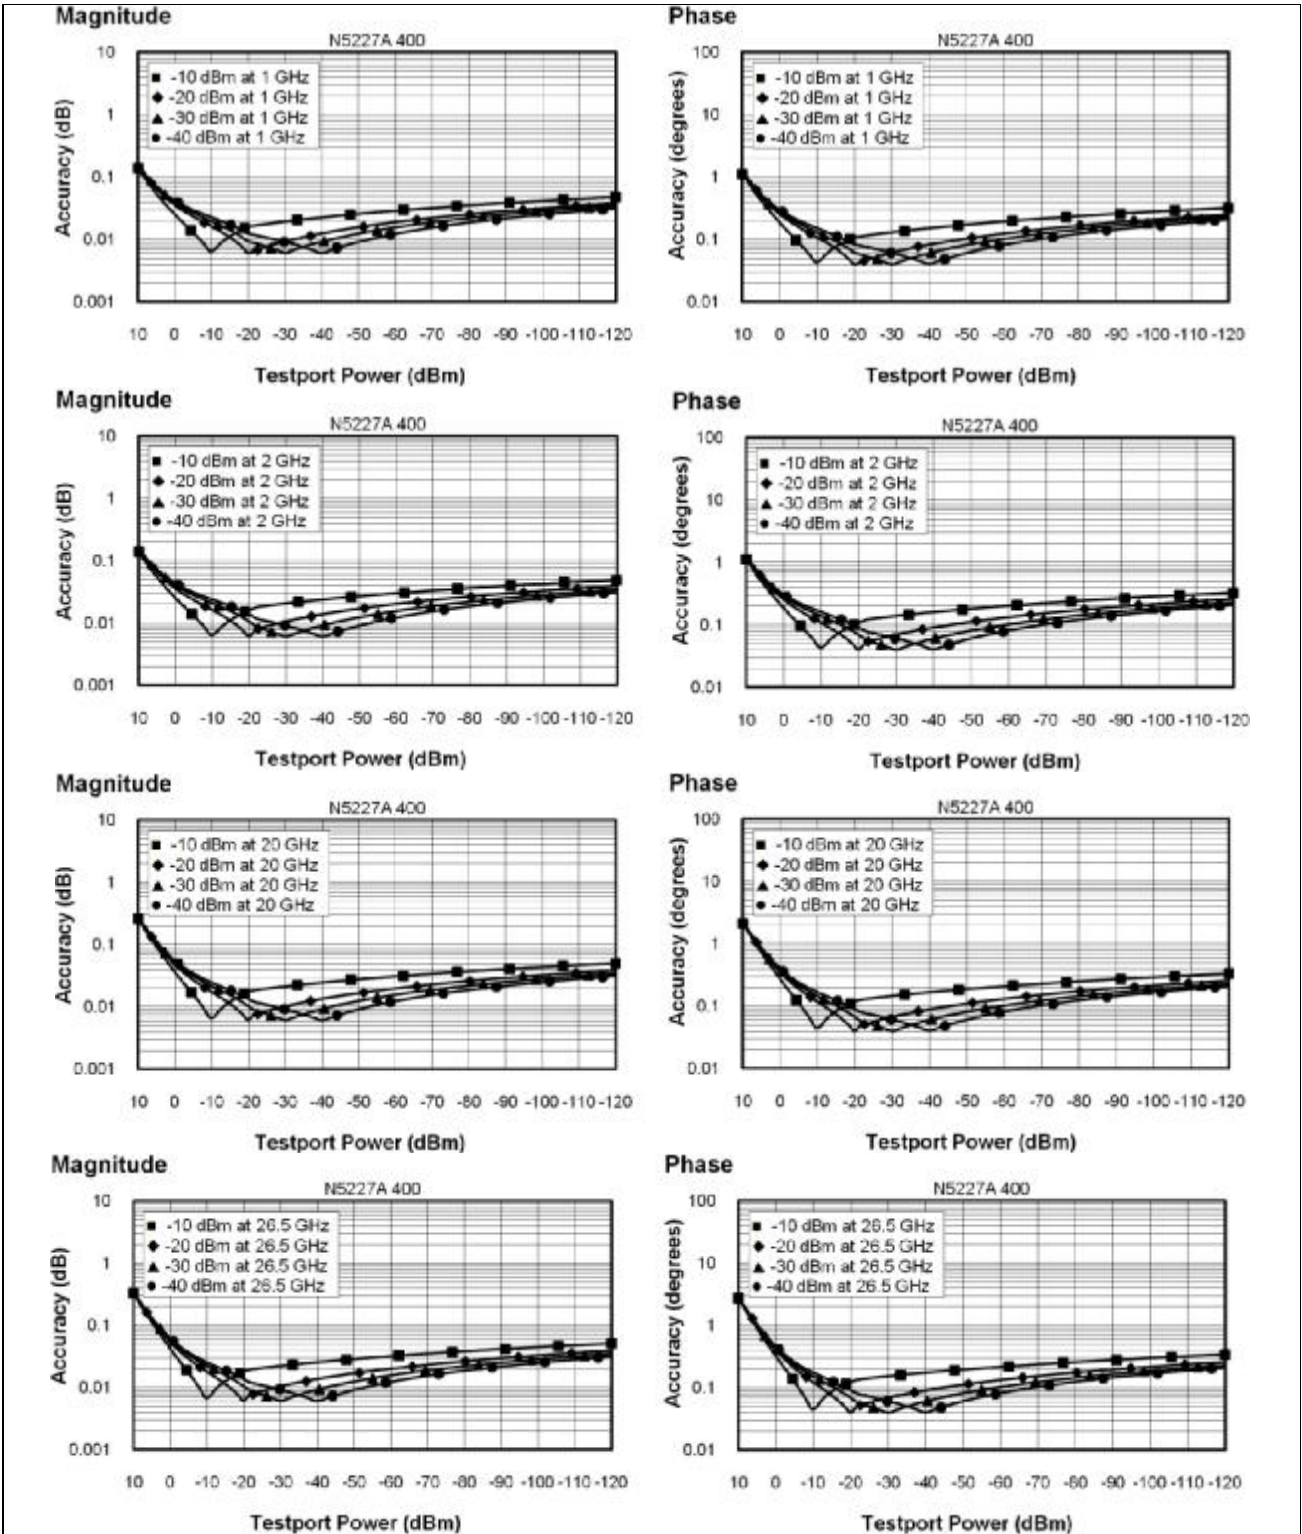 Magnitude
N5227A 400
10
1
0.1
0.01
0.001
Accuracy (dB)
-10 dBm at 1 GHz
-20 dBm at 1 GHz
-30 dBm at 1 GHz
-40 dBm at 1 GHz
10 0 -10 -20 -30 -40 -50 -60 -70 -80 -90 -100 -110 -120
Testport Power (dBm)
Phase
N5227A 400
100
10
1
0.1
0.01
Accuracy (degrees)
-10 dBm at 1 GHz
-20 dBm at 1 GHz
-30 dBm at 1 GHz
-40 dBm at 1 GHz
10 0 -10 -20 -30 -40 -50 -60 -70 -80 -90 -100 -110 -120
Testport Power (dBm)
Magnitude
N5227A 400
10
1
0.1
0.01
0.001
Accuracy (dB)
-10 dBm at 2 GHz
-20 dBm at 2 GHz
-30 dBm at 2 GHz
-40 dBm at 2 GHz
10 0 -10 -20 -30 -40 -50 -60 -70 -80 -90 -100 -110 -120
Testport Power (dBm)
Phase
N5227A 400
100
10
1
0.1
0.01
Accuracy (degrees)
-10 dBm at 2 GHz
-20 dBm at 2 GHz
-30 dBm at 2 GHz
-40 dBm at 2 GHz
10 0 -10 -20 -30 -40 -50 -60 -70 -80 -90 -100 -110 -120
Testport Power (dBm)
Magnitude
N5227A 400
10
1
0.1
0.01
0.001
Accuracy (dB)
-10 dBm at 20 GHz
-20 dBm at 20 GHz
-30 dBm at 20 GHz
-40 dBm at 20 GHz
10 0 -10 -20 -30 -40 -50 -60 -70 -80 -90 -100 -110 -120
Testport Power (dBm)
Phase
N5227A 400
100
10
1
0.1
0.01
Accuracy (degrees)
-10 dBm at 20 GHz
-20 dBm at 20 GHz
-30 dBm at 20 GHz
-40 dBm at 20 GHz
10 0 -10 -20 -30 -40 -50 -60 -70 -80 -90 -100 -110 -120
Testport Power (dBm)
Magnitude
N5227A 400
10
1
0.1
0.01
0.001
Accuracy (dB)
-10 dBm at 26.5 GHz
-20 dBm at 26.5 GHz
-30 dBm at 26.5 GHz
-40 dBm at 26.5 GHz
10 0 -10 -20 -30 -40 -50 -60 -70 -80 -90 -100 -110 -120
Testport Power (dBm)
Phase
N5227A 400
100
10
1
0.1
0.01
Accuracy (degrees)
-10 dBm at 26.5 GHz
-20 dBm at 26.5 GHz
-30 dBm at 26.5 GHz
-40 dBm at 26.5 GHz
10 0 -10 -20 -30 -40 -50 -60 -70 -80 -90 -100 -110 -120
Testport Power (dBm)